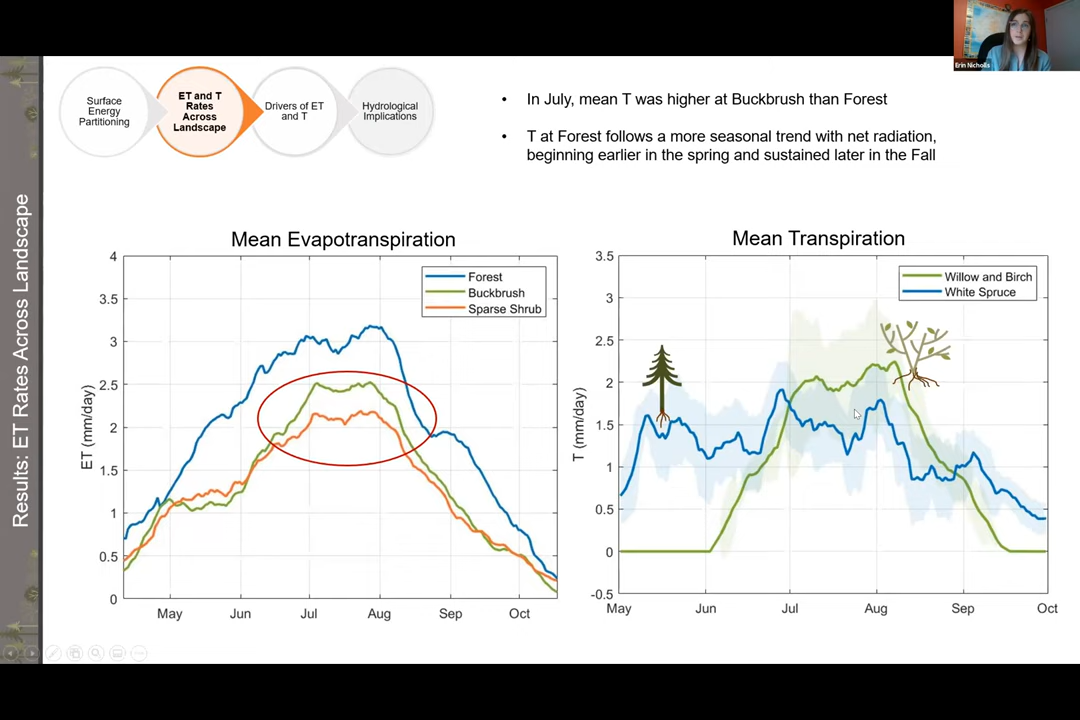 Erin Nicholls
Results: ET Rates Across Landscape
Surface
Energy
Partitioning
ET and T
Rates
Across
Landscape
Drivers of ET
and T
Hydrological
Implications
• In July, mean T was higher at Buckbrush than Forest
• T at Forest follows a more seasonal trend with net radiation,
beginning earlier in the spring and sustained later in the Fall
Mean Evapotranspiration
ET (mm/day)
4
3.5
3
2.5
2
1.5
1
0.5
0
Forest
Buckbrush
Sparse Shrub
May Jun Jul Aug Sep Oct
Mean Transpiration
T (mm/day)
3.5
3
2.5
2
1.5
1
0.5
0
-0.5
Willow and Birch
White Spruce
May Jun Jul Aug Sep Oct